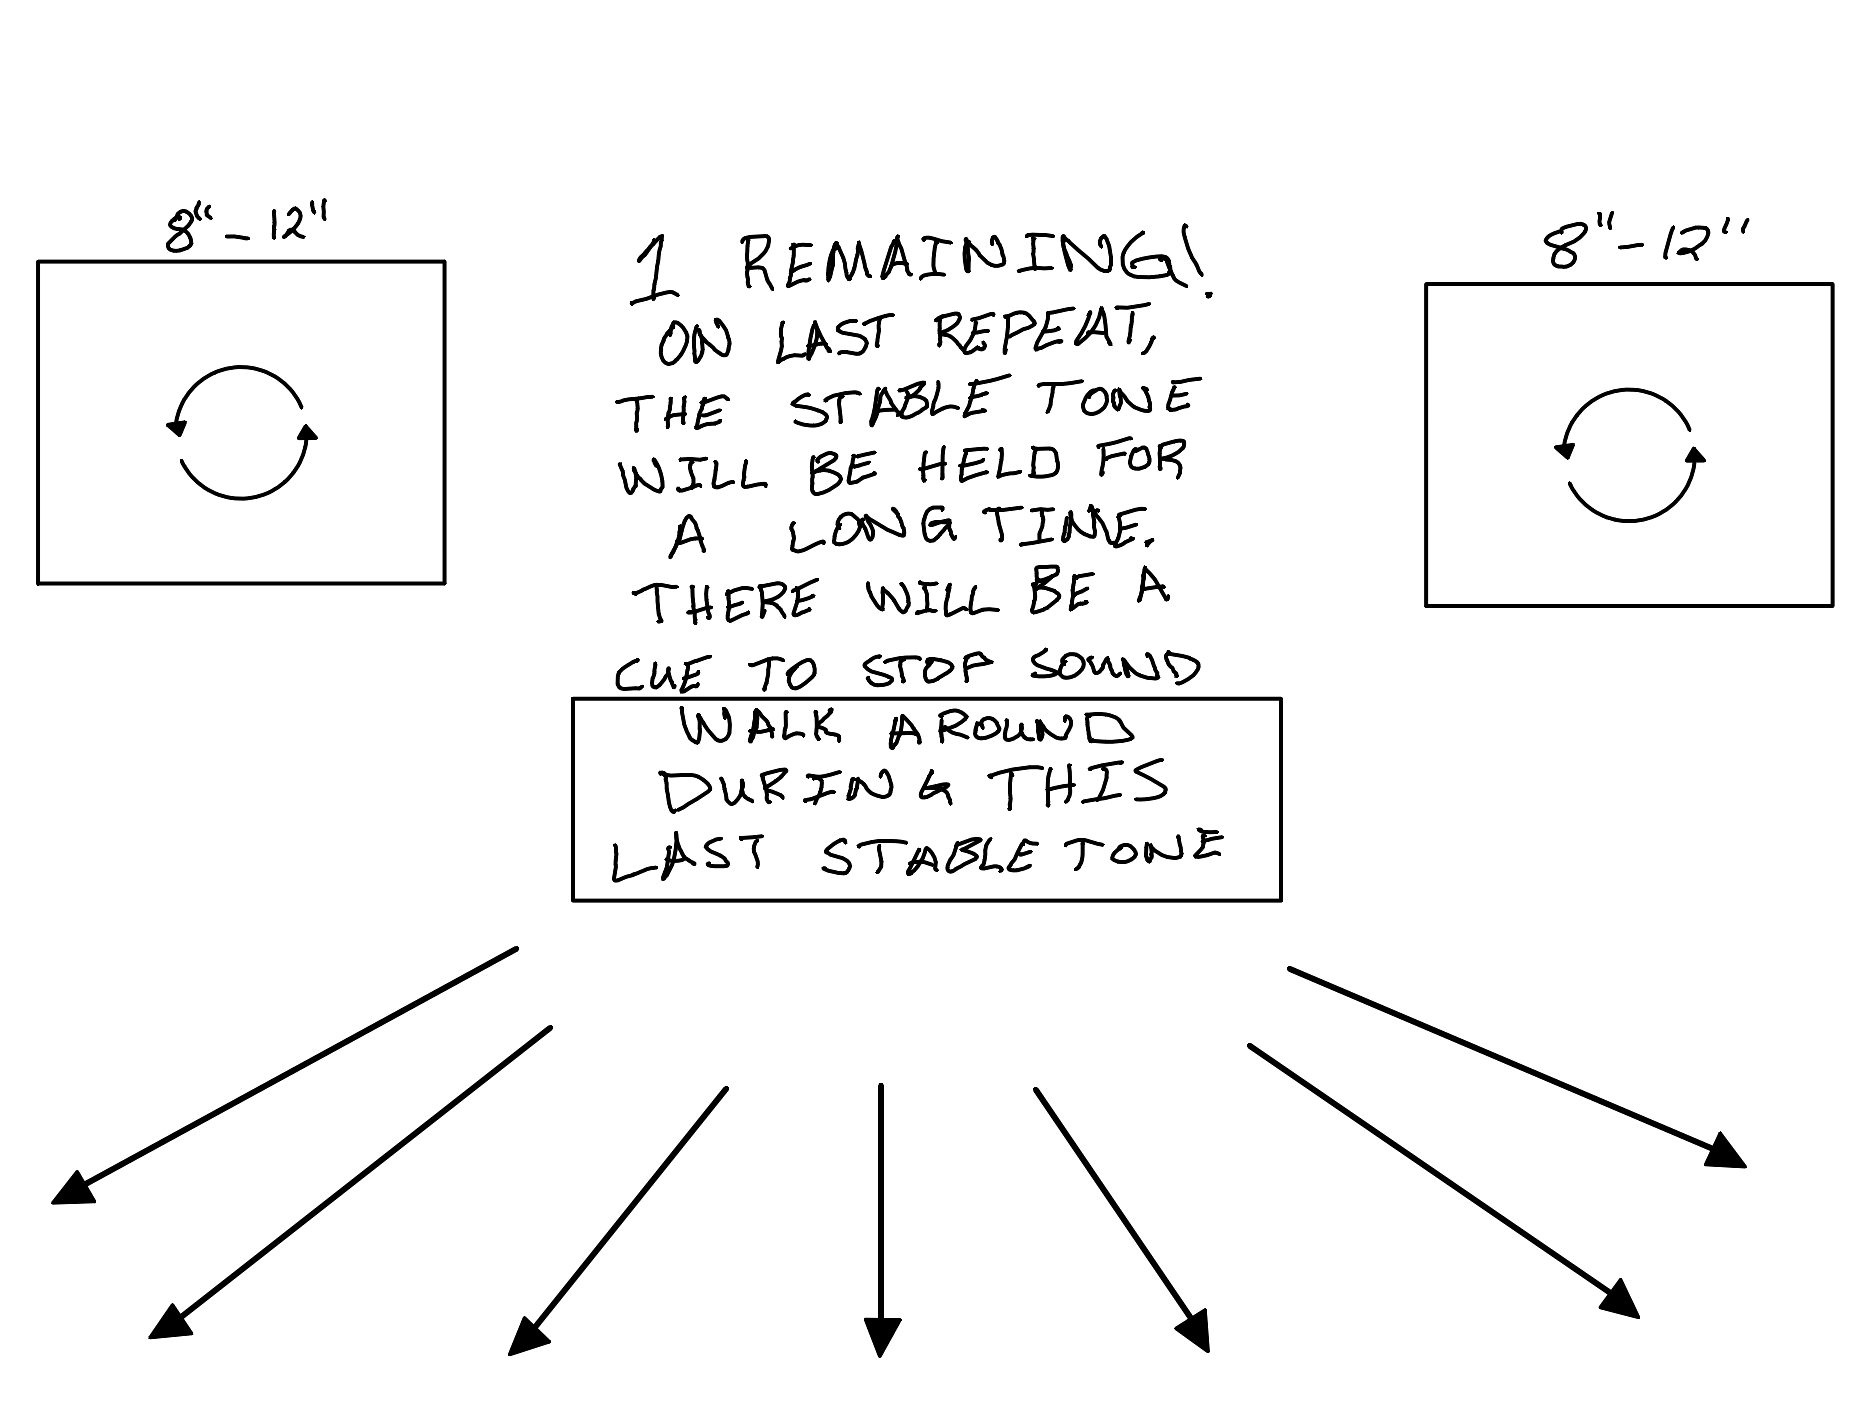 8" - 12"
8" - 12"
1 REMAINING!
ON LAST REPEAT,
THE STABLE TONE
WILL BE HELD FOR
A LONG TIME.
THERE WILL BE A
CUE TO STOP SOUND
WALK AROUND
DURING THIS
LAST STABLE TONE